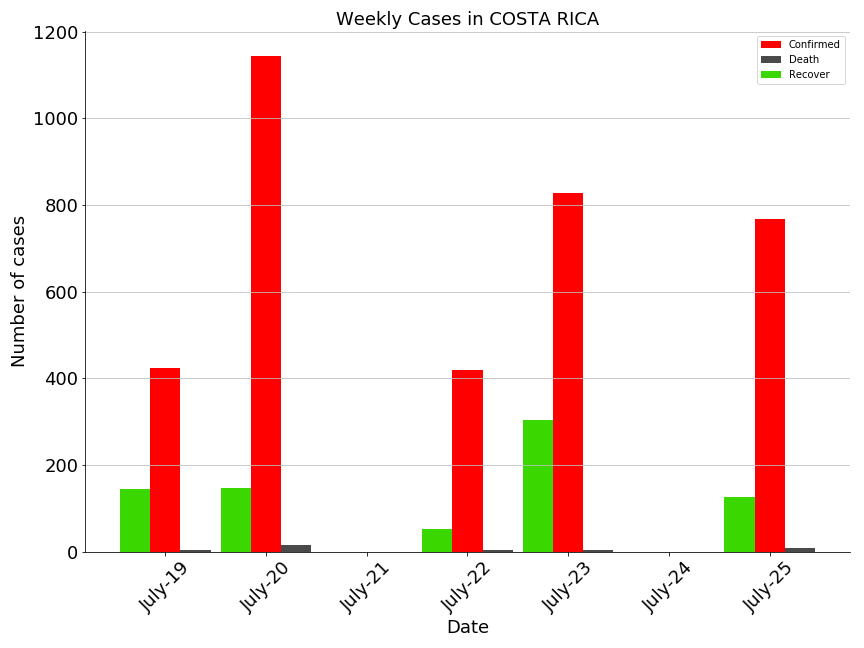 Weekly Cases in COSTA RICA
Confirmed
Death
Recover
Number of cases
1200
1000
800
600
400
200
0
July-19
July-20
July-21
July-22
July-23
July-24
July-25
Date